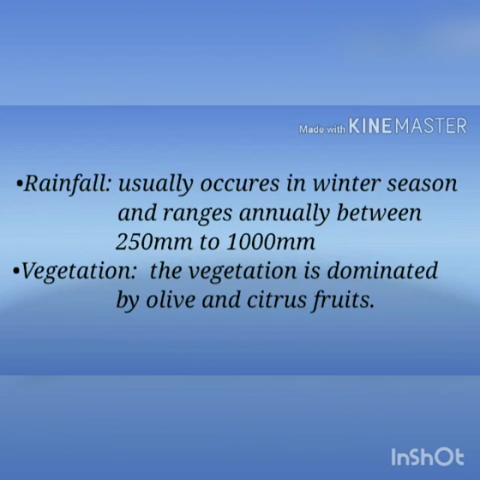 Made with KINEMASTER
•Rainfall: usually occures in winter season
and ranges annually between
250mm to 1000mm
•Vegetation: the vegetation is dominated
by olive and citrus fruits.
InShOt